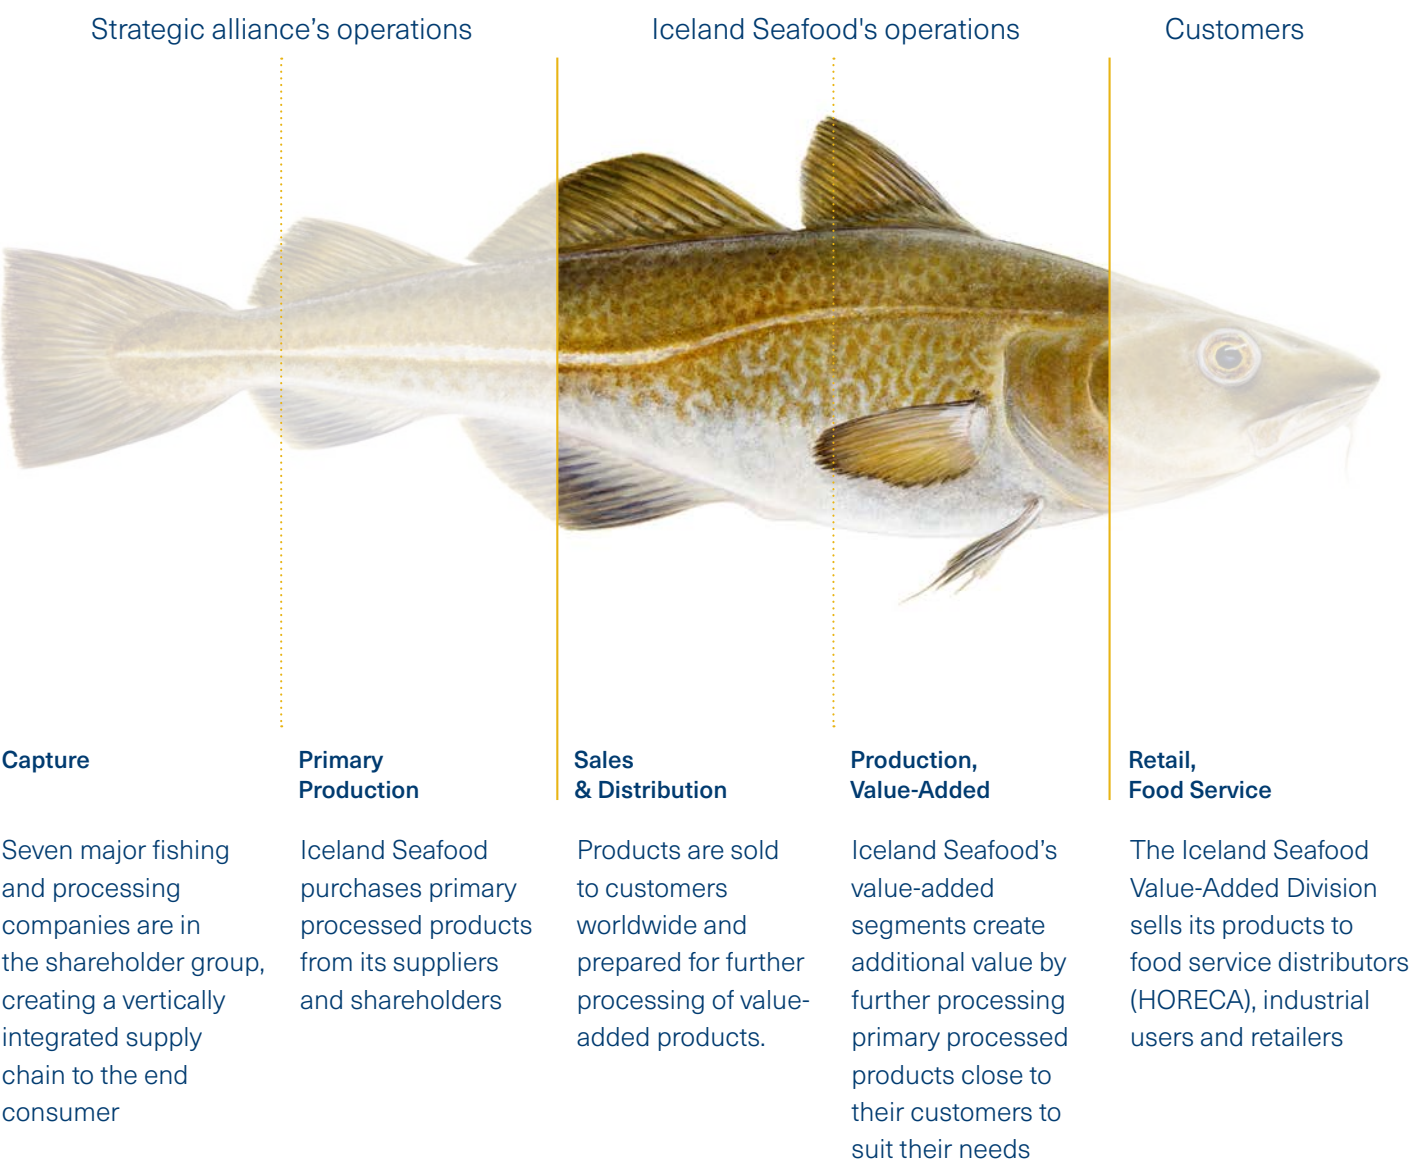 Strategic alliance’s operations
Iceland Seafood's operations
Customers
Capture
Seven major fishing
and processing
companies are in
the shareholder group,
creating a vertically
integrated supply
chain to the end
consumer
Primary
Production
Iceland Seafood
purchases primary
processed products
from its suppliers
and shareholders
Sales
& Distribution
Products are sold
to customers
worldwide and
prepared for further
processing of value-
added products.
Production,
Value-Added
Iceland Seafood’s
value-added
segments create
additional value by
further processing
primary processed
products close to
their customers to
suit their needs
Retail,
Food Service
The Iceland Seafood
Value-Added Division
sells its products to
food service distributors
(HORECA), industrial
users and retailers